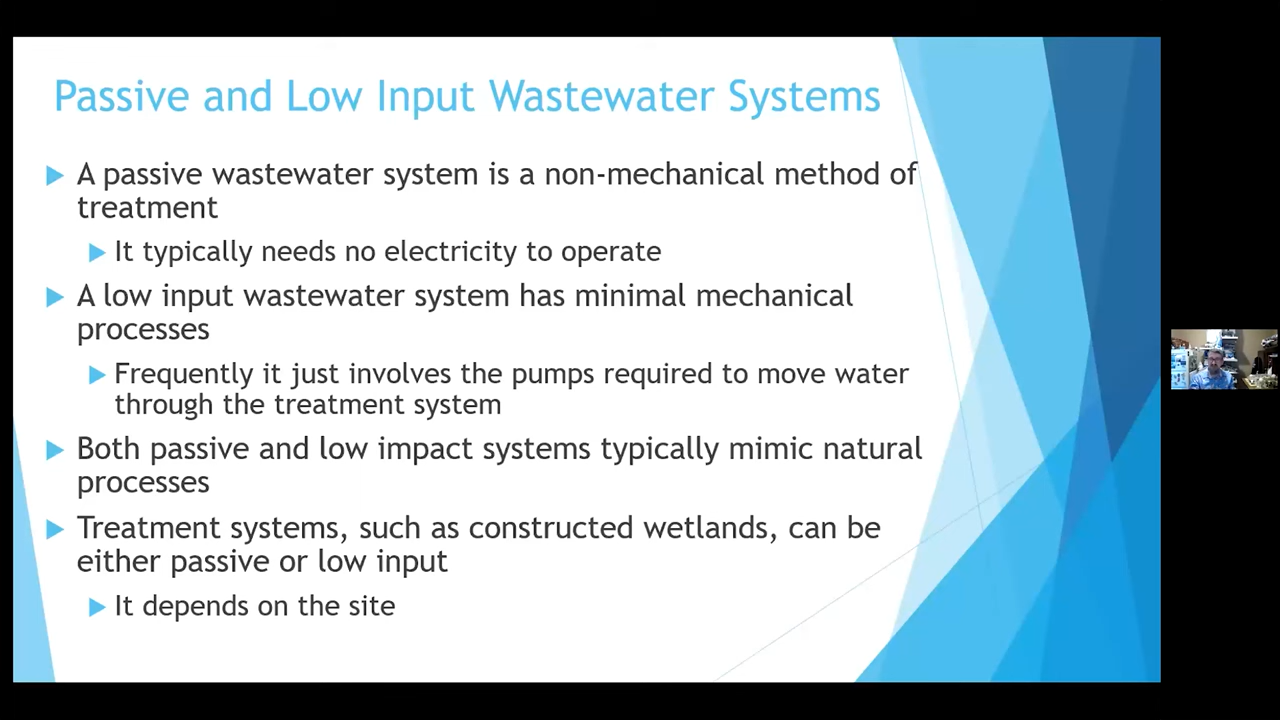 Passive and Low Input Wastewater Systems
A passive wastewater system is a non-mechanical method of
treatment
It typically needs no electricity to operate
A low input wastewater system has minimal mechanical
processes
Frequently it just involves the pumps required to move water
through the treatment system
Both passive and low impact systems typically mimic natural
processes
Treatment systems, such as constructed wetlands, can be
either passive or low input
It depends on the site